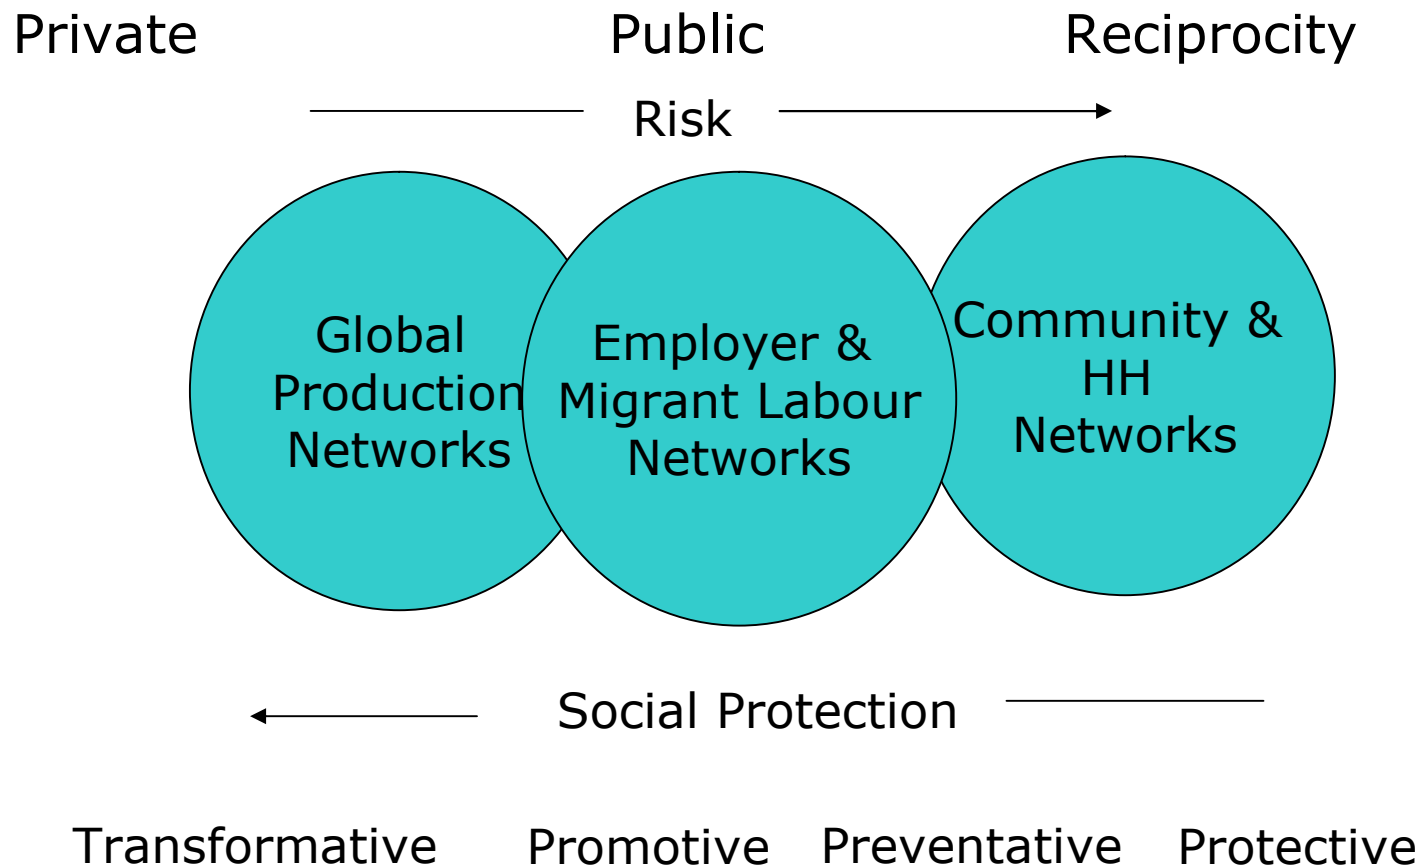 Private Public Reciprocity
Risk
Global
Production
Networks
Employer &
Migrant Labour
Networks
Community &
HH
Networks
Social Protection
Transformative Promotive Preventative Protective